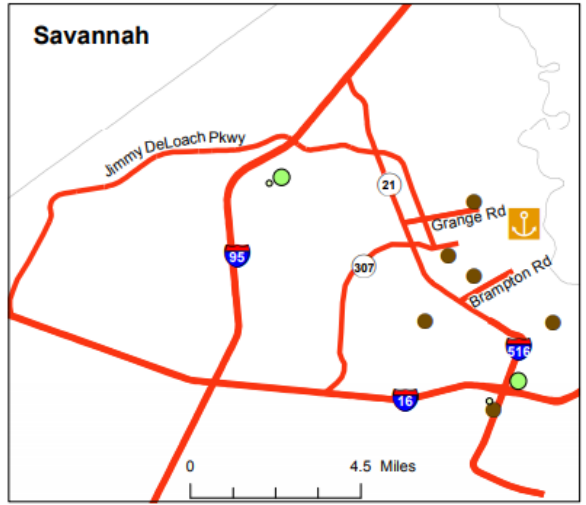 Savannah
Jimmy DeLoach Pkwy
21
Grange Rd
95
307
Brampton Rd
516
16
0 4.5 Miles